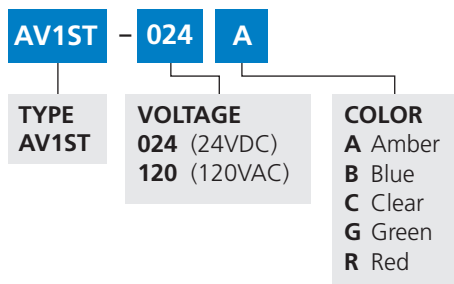 AV1ST – 024 A
TYPE
AV1ST
VOLTAGE
024 (24VDC)
120 (120VAC)
COLOR
A Amber
B Blue
C Clear
G Green
R Red